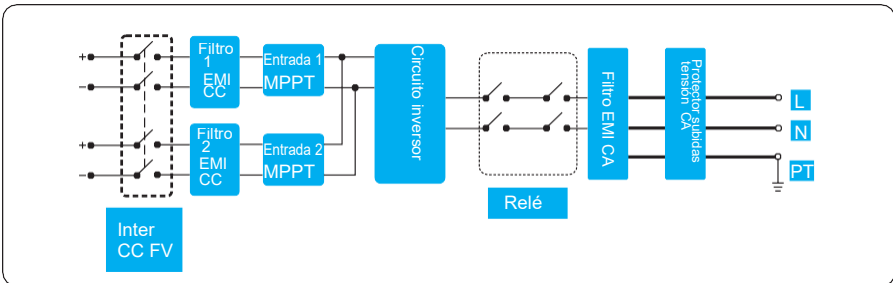 +
−
+
−
Inter
CC FV
Filtro
1
EMI
CC
Filtro
2
EMI
CC
Entrada 1
MPPT
Entrada 2
MPPT
Circuito inversor
Relé
Filtro EMI CA
Protector subidas
tensión CA
L
N
PT